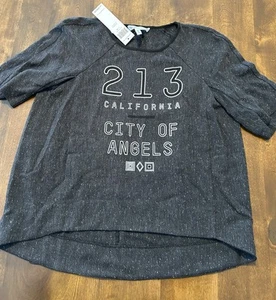 213
CALIFORNIA
CITY OF
ANGELS